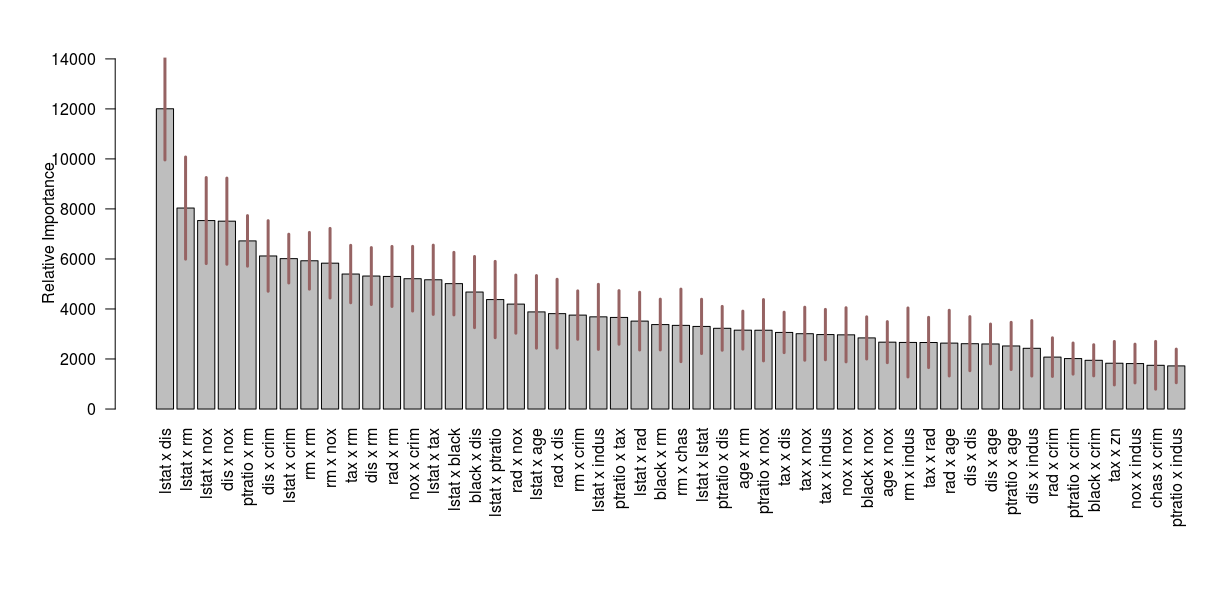 Relative Importance
14000
12000
10000
8000
6000
4000
2000
0
lstat x dis
lstat x rm
lstat x nox
dis x nox
ptratio x rm
dis x crim
lstat x crim
rm x rm
rm x nox
tax x rm
dis x rm
rad x rm
nox x crim
lstat x tax
lstat x black
black x dis
lstat x ptratio
rad x nox
lstat x age
rad x dis
rm x crim
lstat x indus
ptratio x tax
lstat x rad
black x rm
rm x chas
lstat x lstat
ptratio x dis
age x rm
ptratio x nox
tax x dis
tax x nox
tax x indus
nox x nox
black x nox
age x nox
rm x indus
tax x rad
rad x age
dis x dis
dis x age
ptratio x age
dis x indus
rad x crim
ptratio x crim
black x crim
tax x zn
nox x indus
chas x crim
ptratio x indus